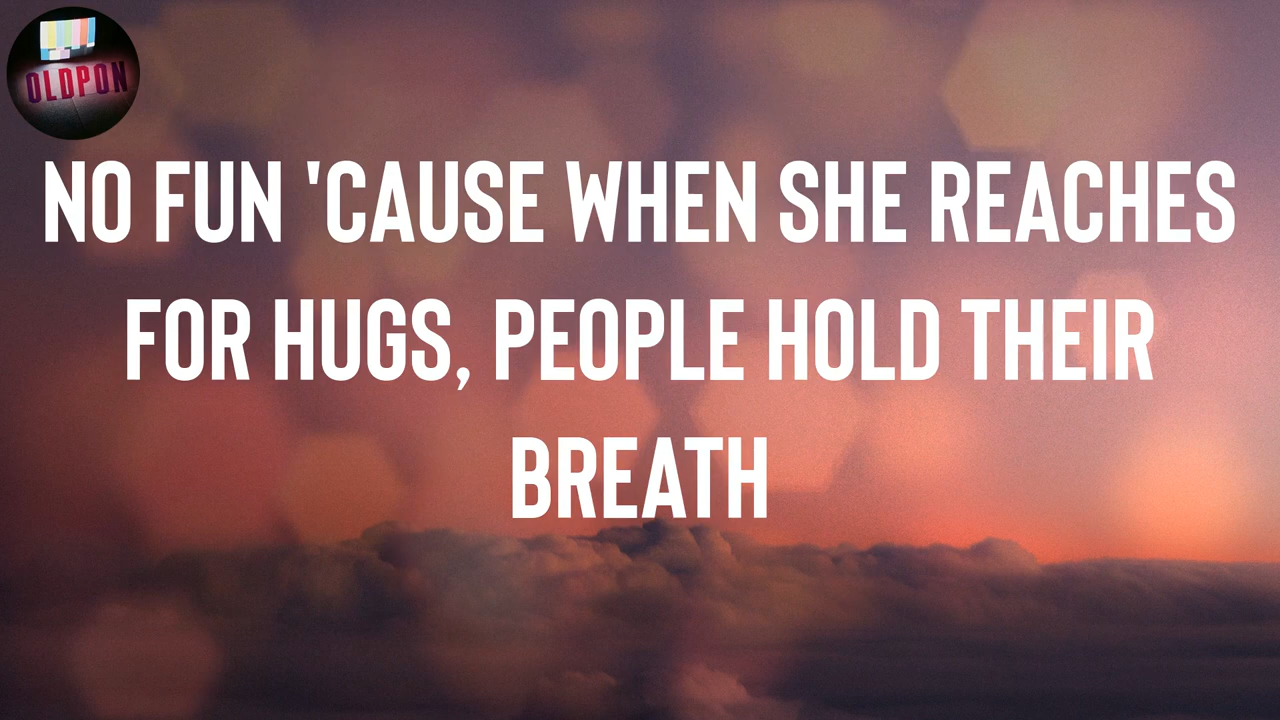 OLDPON
NO FUN 'CAUSE WHEN SHE REACHES
FOR HUGS, PEOPLE HOLD THEIR
BREATH